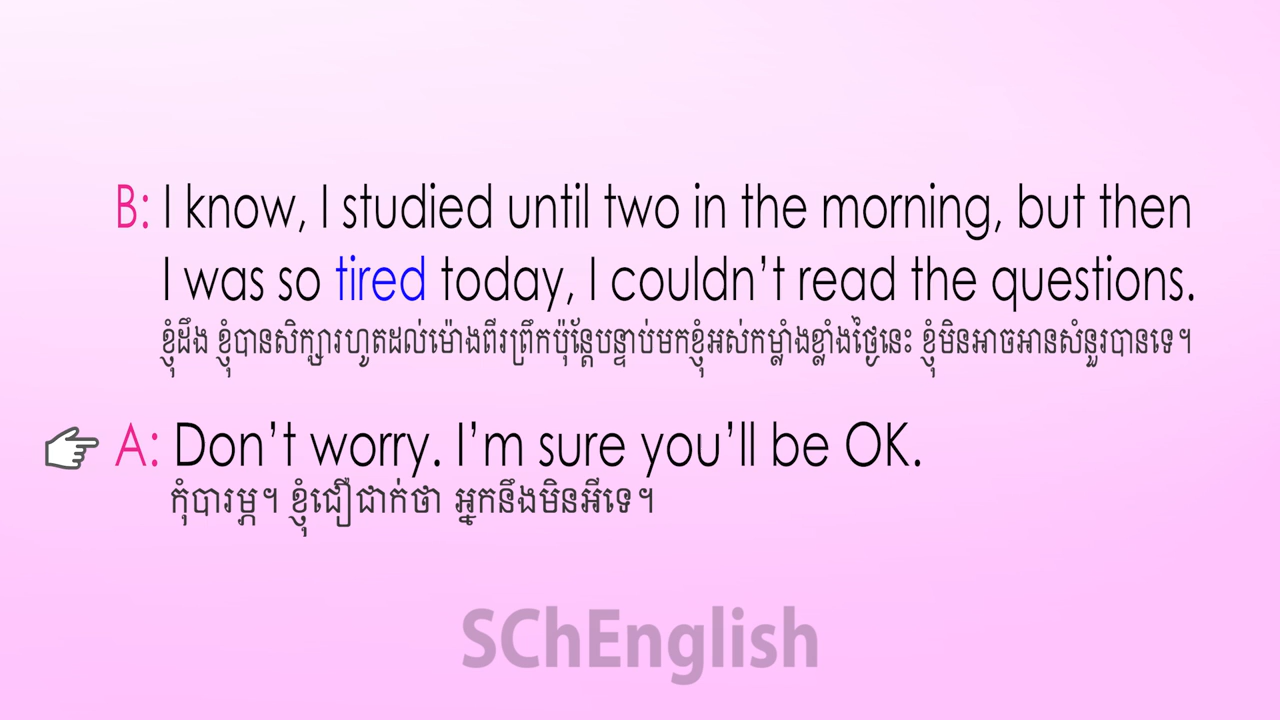 B: I know, I studied until two in the morning, but then
I was so tired today, I couldn't read the questions.
ខ្ញុំដឹង ខ្ញុំបានសិក្សារហូតដល់ម៉ោងពីរព្រឹកប៉ុន្តែបន្ទាប់មកខ្ញុំអស់កម្លាំងខ្លាំងថ្ងៃនេះ ខ្ញុំមិនអាចអានសំនួរបានទេ។
A: Don't worry. I'm sure you'll be OK.
កុំបារម្ភ។ ខ្ញុំជឿជាក់ថា អ្នកនឹងមិនអីទេ។
SChEnglish